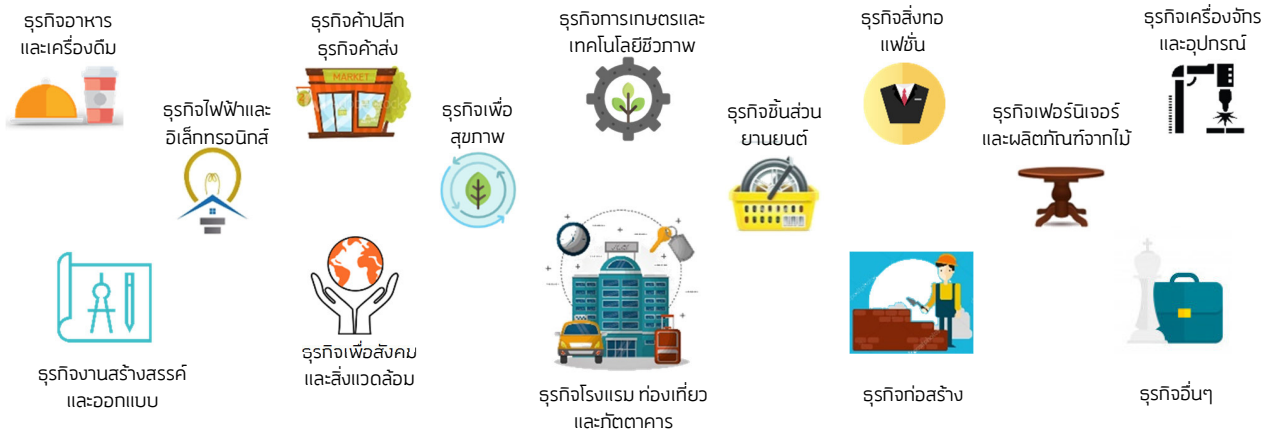 ธุรกิจอาหาร
และเครื่องดื่ม
ธุรกิจค้าปลีก
ธุรกิจค้าส่ง
ธุรกิจการเกษตรและ
เทคโนโลยีชีวภาพ
ธุรกิจสิ่งทอ
แฟชั่น
ธุรกิจเครื่องจักร
และอุปกรณ์
MARKET
ธุรกิจไฟฟ้าและ
อิเล็กทรอนิกส์
ธุรกิจเพื่อ
สุขภาพ
ธุรกิจชิ้นส่วน
ยานยนต์
ธุรกิจเฟอร์นิเจอร์
และผลิตภัณฑ์จากไม้
ธุรกิจงานสร้างสรรค์
และออกแบบ
ธุรกิจเพื่อสังคม
และสิ่งแวดล้อม
ธุรกิจโรงแรม ท่องเที่ยว
และภัตตาคาร
ธุรกิจก่อสร้าง
ธุรกิจอื่นๆ